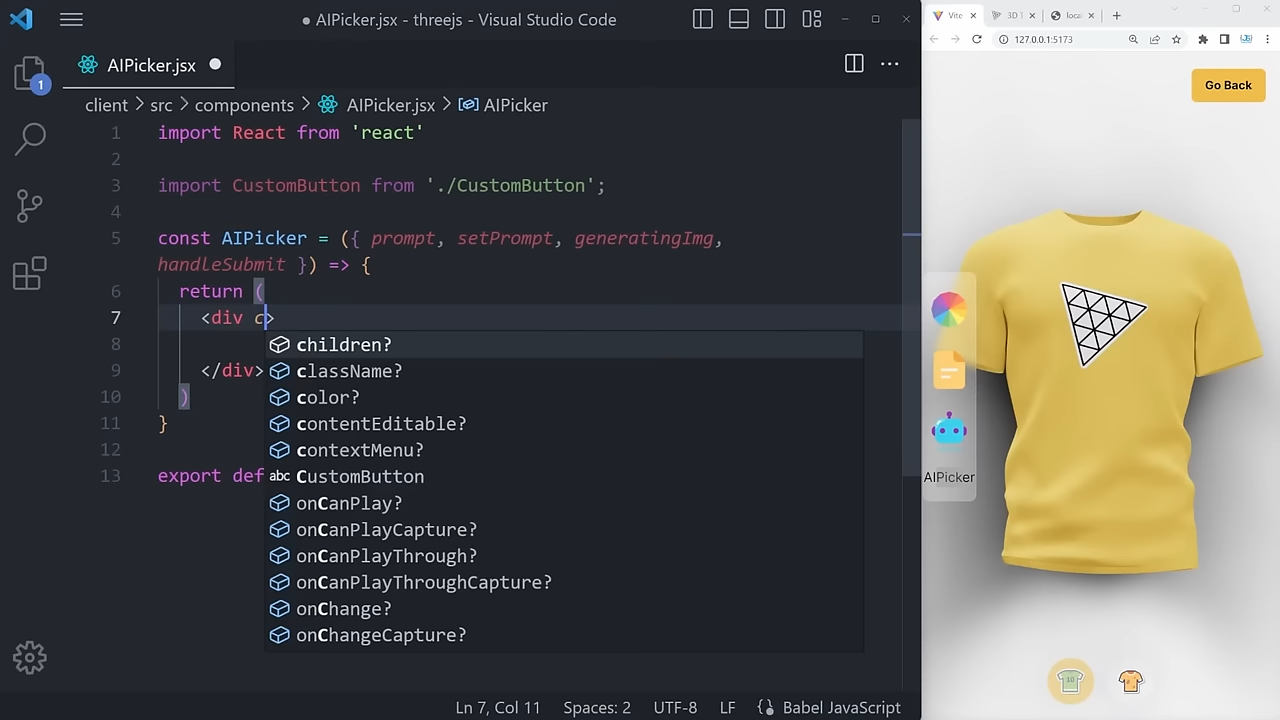 AIPicker.jsx - threejs - Visual Studio Code
1
AIPicker.jsx
client > src > components > AIPicker.jsx > AIPicker
1 import React from 'react'
2
3 import CustomButton from './CustomButton';
4
5 const AIPicker = ({ prompt, setPrompt, generatingImg,
handleSubmit }) => {
6 return (
7 <div c>
8
9 </div>
10 )
11 }
12
13 export def
children?
className?
color?
contentEditable?
contextMenu?
abc CustomButton
onCanPlay?
onCanPlayCapture?
onCanPlayThrough?
onCanPlayThroughCapture?
onChange?
onChangeCapture?
Ln 7, Col 11 Spaces: 2 UTF-8 LF Babel JavaScript
Vite
3D
local
127.0.0.1:5173
Go Back
AIPicker
10